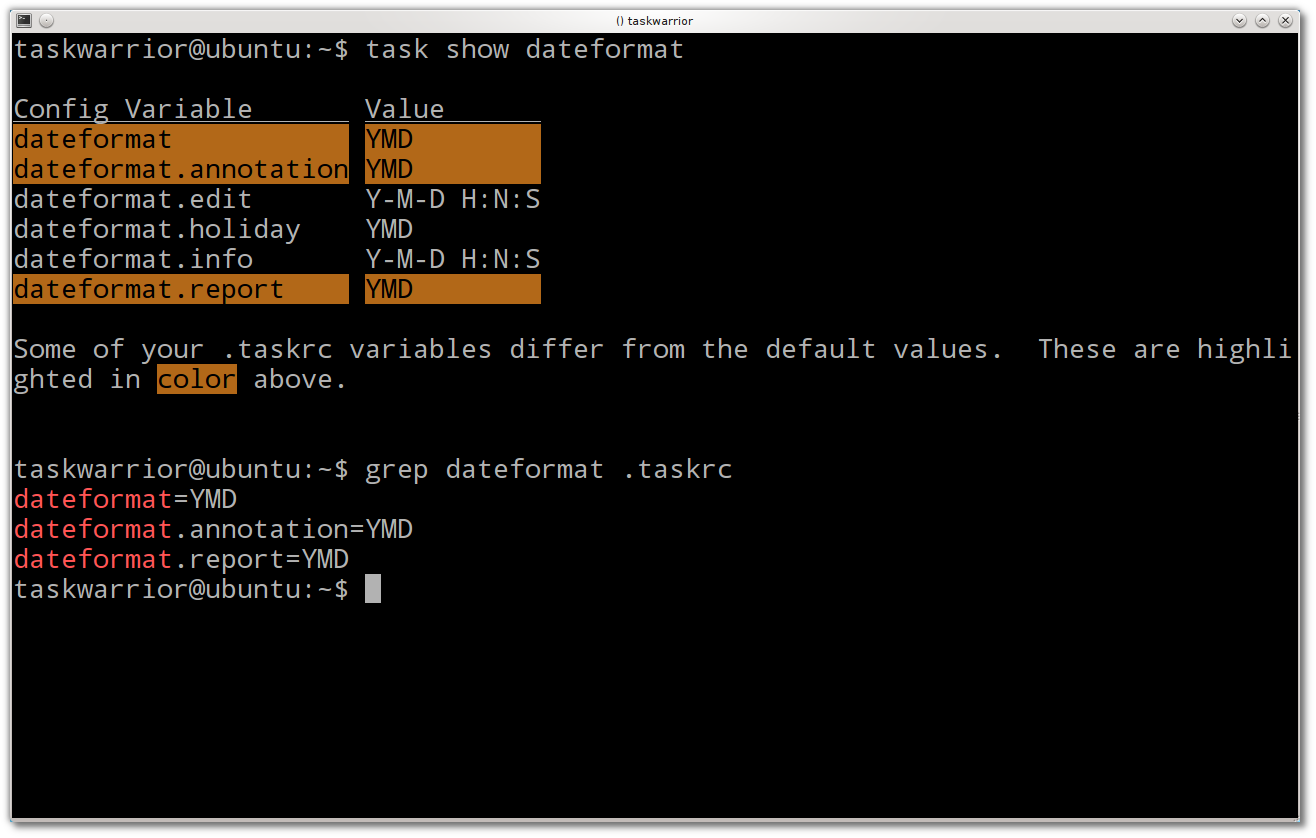 () taskwarrior
taskwarrior@ubuntu:~$ task show dateformat
Config Variable Value
dateformat YMD
dateformat.annotation YMD
dateformat.edit Y-M-D H:N:S
dateformat.holiday YMD
dateformat.info Y-M-D H:N:S
dateformat.report YMD
Some of your .taskrc variables differ from the default values.  These are highli
ghted in color above.
taskwarrior@ubuntu:~$ grep dateformat .taskrc
dateformat=YMD
dateformat.annotation=YMD
dateformat.report=YMD
taskwarrior@ubuntu:~$